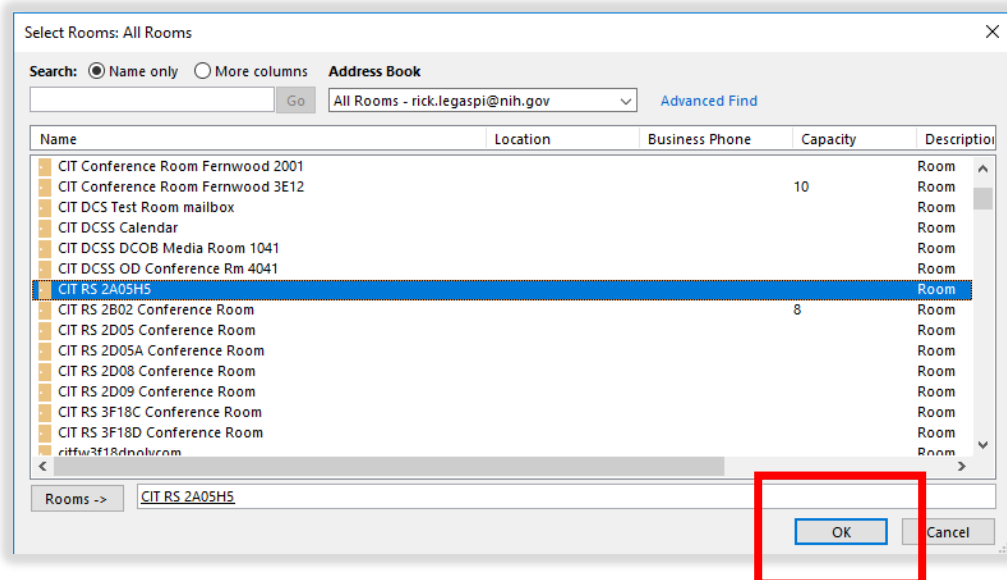 Select Rooms: All Rooms
Search: Name only More columns Address Book
Go All Rooms - rick.legaspi@nih.gov Advanced Find
Name Location Business Phone Capacity Description
CIT Conference Room Fernwood 2001 Room
CIT Conference Room Fernwood 3E12 10 Room
CIT DCS Test Room mailbox Room
CIT DCSS Calendar Room
CIT DCSS DCOB Media Room 1041 Room
CIT DCSS OD Conference Rm 4041 Room
CIT RS 2A05H5 Room
CIT RS 2B02 Conference Room 8 Room
CIT RS 2D05 Conference Room Room
CIT RS 2D05A Conference Room Room
CIT RS 2D08 Conference Room Room
CIT RS 2D09 Conference Room Room
CIT RS 3F18C Conference Room Room
CIT RS 3F18D Conference Room Room
citfw3f18dpolycom Room
Rooms -> CIT RS 2A05H5
OK Cancel